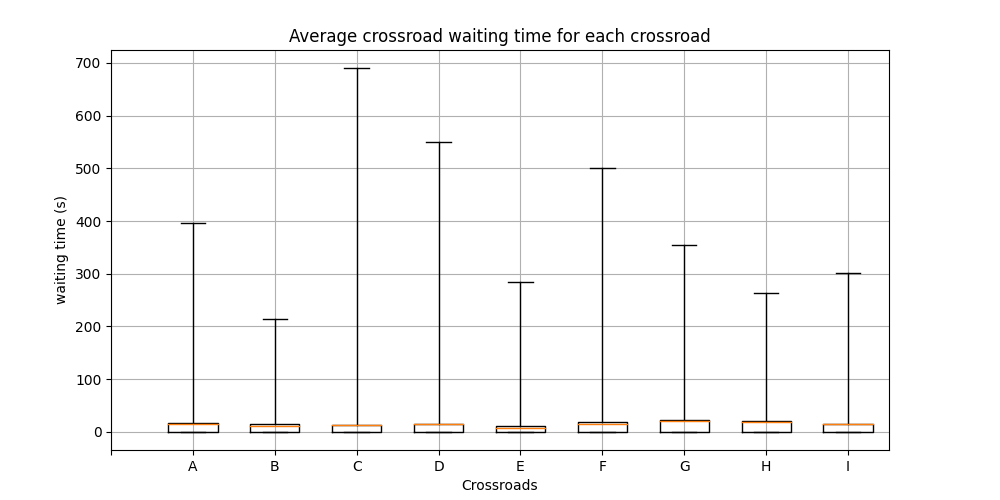 Average crossroad waiting time for each crossroad
waiting time (s)
700
600
500
400
300
200
100
0
A B C D E F G H I
Crossroads